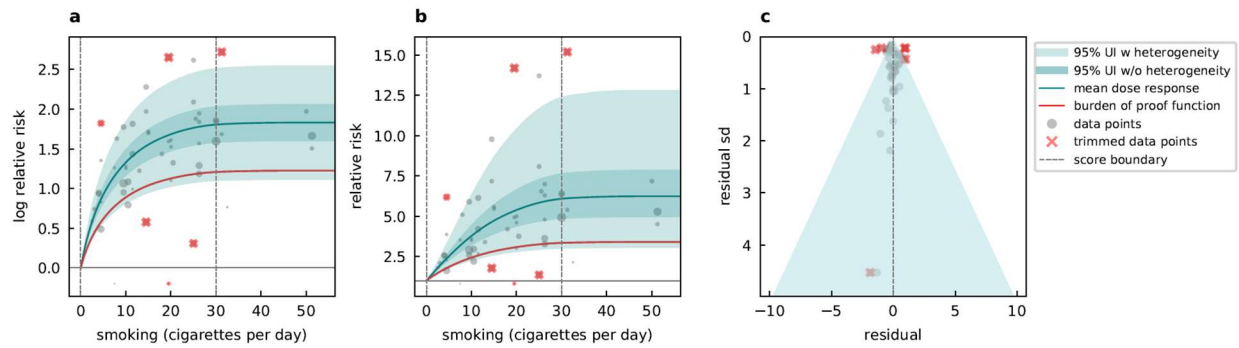 a
2.5
2.0
1.5
1.0
0.5
0.0
log relative risk
0 10 20 30 40 50
smoking (cigarettes per day)
b
15.0
12.5
10.0
7.5
5.0
2.5
relative risk
0 10 20 30 40 50
smoking (cigarettes per day)
c
0
1
2
3
4
residual sd
−10 −5 0 5 10
residual
95% UI w heterogeneity
95% UI w/o heterogeneity
mean dose response
burden of proof function
data points
trimmed data points
score boundary